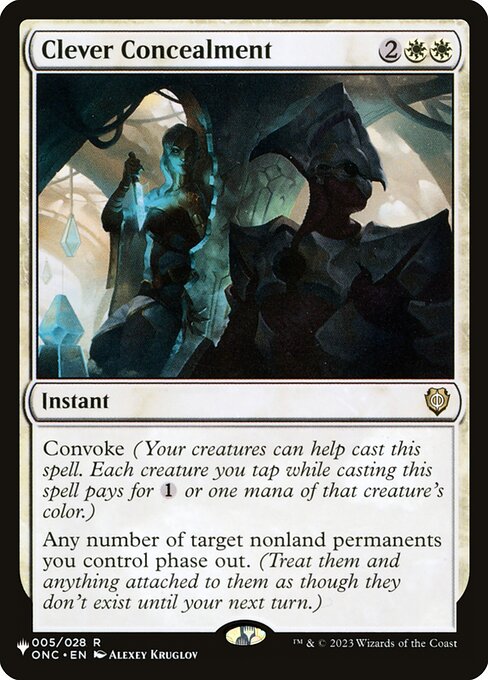 Clever Concealment 2
Instant
Convoke (Your creatures can help cast this
spell. Each creature you tap while casting this
spell pays for 1 or one mana of that creature's
color.)
Any number of target nonland permanents
you control phase out. (Treat them and
anything attached to them as though they
don't exist until your next turn.)
005/028 R
ONC • EN Alexey Kruglov
™ & © 2023 Wizards of the Coast